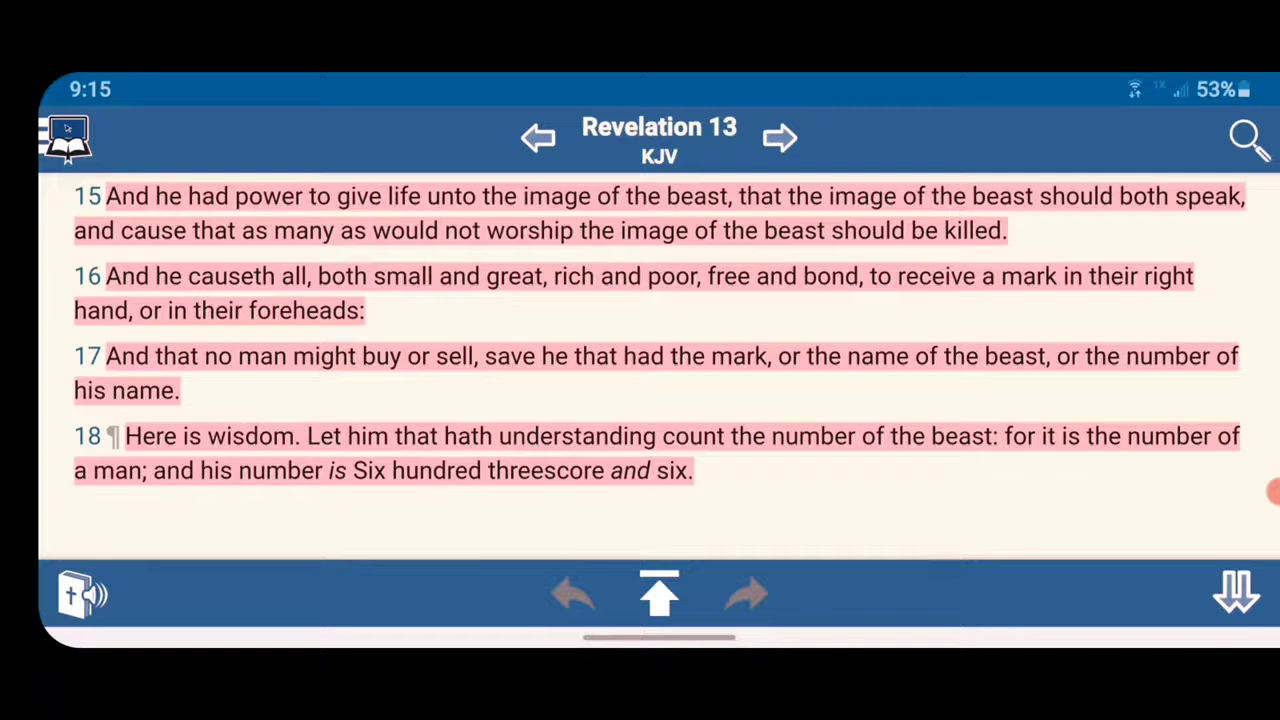 9:15
1X 53%
Revelation 13
KJV
15 And he had power to give life unto the image of the beast, that the image of the beast should both speak,
and cause that as many as would not worship the image of the beast should be killed.
16 And he causeth all, both small and great, rich and poor, free and bond, to receive a mark in their right
hand, or in their foreheads:
17 And that no man might buy or sell, save he that had the mark, or the name of the beast, or the number of
his name.
18 ¶ Here is wisdom. Let him that hath understanding count the number of the beast: for it is the number of
a man; and his number is Six hundred threescore and six.